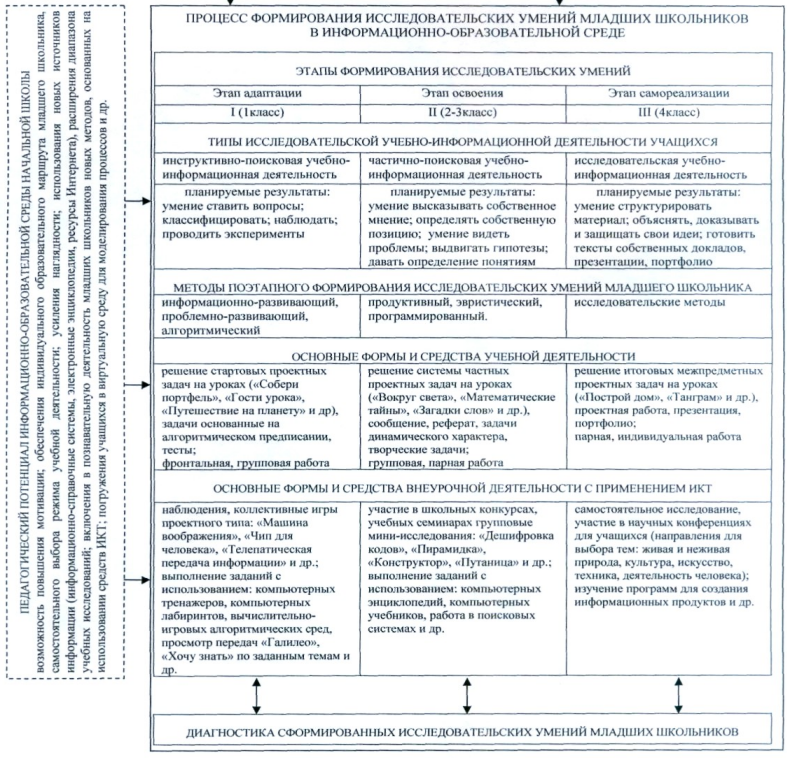 ПЕДАГОГИЧЕСКИЙ ПОТЕНЦИАЛ ИНФОРМАЦИОННО-ОБРАЗОВАТЕЛЬНОЙ СРЕДЫ НАЧАЛЬНОЙ ШКОЛЫ
возможность повышения мотивации; обеспечения индивидуального образовательного маршрута младшего школьника,
самостоятельного выбора режима учебной деятельности; усиления наглядности; использования новых источников
информации (информационно-справочные системы, электронные энциклопедии, ресурсы Интернета), расширения диапазона
учебных исследований; включения в познавательную деятельность младших школьников новых методов, основанных на
использовании средств ИКТ; погружения учащихся в виртуальную среду для моделирования процессов и др.
ПРОЦЕСС ФОРМИРОВАНИЯ ИССЛЕДОВАТЕЛЬСКИХ УМЕНИЙ МЛАДШИХ ШКОЛЬНИКОВ
В ИНФОРМАЦИОННО-ОБРАЗОВАТЕЛЬНОЙ СРЕДЕ
ЭТАПЫ ФОРМИРОВАНИЯ ИССЛЕДОВАТЕЛЬСКИХ УМЕНИЙ
Этап адаптации
Этап освоения
Этап самореализации
I (1класс)
II (2-3класс)
III (4класс)
ТИПЫ ИССЛЕДОВАТЕЛЬСКОЙ УЧЕБНО-ИНФОРМАЦИОННОЙ ДЕЯТЕЛЬНОСТИ УЧАЩИХСЯ
инструктивно-поисковая учебно-
информационная деятельность
частично-поисковая учебно-
информационная деятельность
исследовательская учебно-
информационная деятельность
планируемые результаты:
умение ставить вопросы;
классифицировать; наблюдать;
проводить эксперименты
планируемые результаты:
умение высказывать собственное
мнение; определять собственную
позицию; умение видеть
проблемы; выдвигать гипотезы;
давать определение понятиям
планируемые результаты:
умение структурировать
материал; объяснять, доказывать
и защищать свои идеи; готовить
тексты собственных докладов,
презентации, портфолио
МЕТОДЫ ПОЭТАПНОГО ФОРМИРОВАНИЯ ИССЛЕДОВАТЕЛЬСКИХ УМЕНИЙ МЛАДШЕГО ШКОЛЬНИКА
информационно-развивающий,
проблемно-развивающий,
алгоритмический
продуктивный, эвристический,
программированный.
исследовательские методы
ОСНОВНЫЕ ФОРМЫ И СРЕДСТВА УЧЕБНОЙ ДЕЯТЕЛЬНОСТИ
решение стартовых проектных
задач на уроках («Собери
портфель», «Гости урока»,
«Путешествие на планету» и др),
задачи основанные на
алгоритмическом предписании,
тесты;
фронтальная, групповая работа
решение системы частных
проектных задач на уроках
(«Вокруг света», «Математические
тайны», «Загадки слов» и др.),
сообщение, реферат, задачи
динамического характера,
творческие задачи;
групповая, парная работа
решение итоговых межпредметных
проектных задач на уроках
(«Построй дом», «Танграм» и др.),
проектная работа, презентация,
портфолио;
парная, индивидуальная работа
ОСНОВНЫЕ ФОРМЫ И СРЕДСТВА ВНЕУРОЧНОЙ ДЕЯТЕЛЬНОСТИ С ПРИМЕНЕНИЕМ ИКТ
наблюдения, коллективные игры
проектного типа: «Машина
воображения», «Чип для
человека», «Телепатическая
передача информации» и др.;
выполнение заданий с
использованием: компьютерных
тренажеров, компьютерных
лабиринтов, вычислительно-
игровых алгоритмических сред,
просмотр передач «Галилео»,
«Хочу знать» по заданным темам и
др.
участие в школьных конкурсах,
учебных семинарах групповые
мини-исследования: «Дешифровка
кодов», «Пирамидка»,
«Конструктор», «Путаница» и др.;
выполнение заданий с
использованием: компьютерных
энциклопедий, компьютерных
учебников, работа в поисковых
системах и др.
самостоятельное исследование,
участие в научных конференциях
для учащихся (направления для
выбора тем: живая и неживая
природа, культура, искусство,
техника, деятельность человека);
изучение программ для создания
информационных продуктов и др.
ДИАГНОСТИКА СФОРМИРОВАННЫХ ИССЛЕДОВАТЕЛЬСКИХ УМЕНИЙ МЛАДШИХ ШКОЛЬНИКОВ